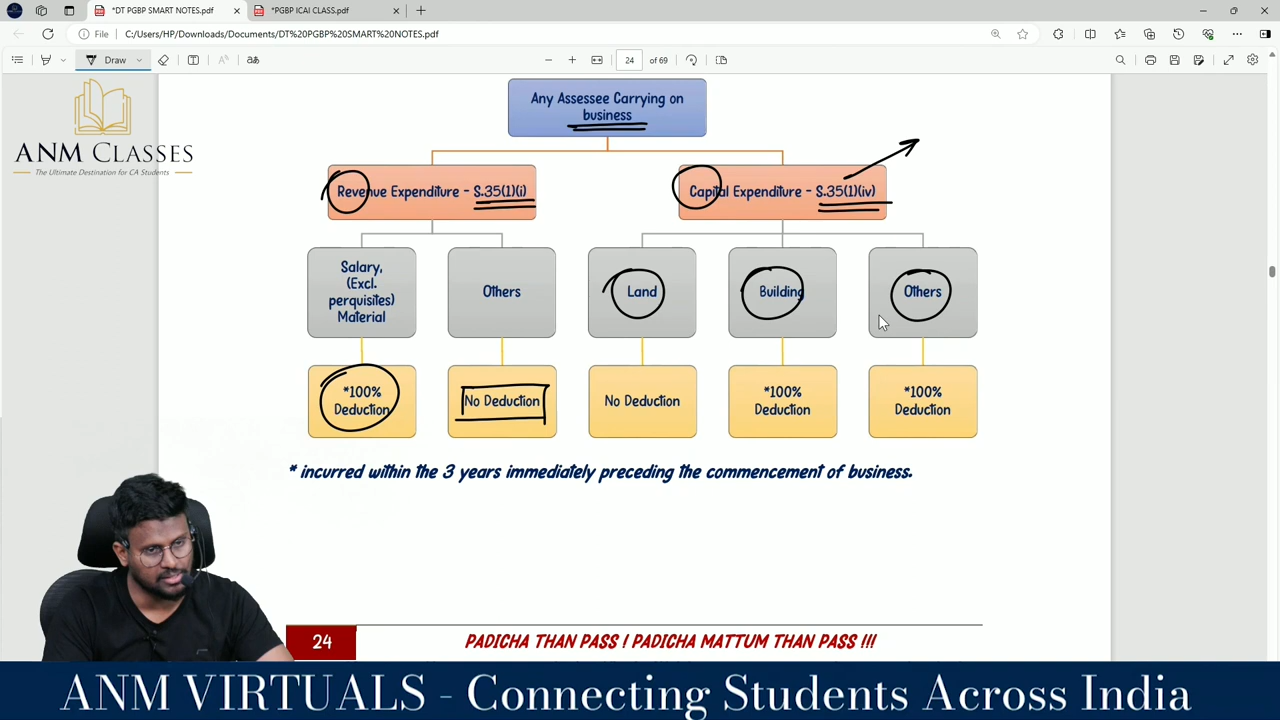 *DT PGBP SMART NOTES.pdf
*PGBP ICAI CLASS.pdf
File
C:/Users/HP/Downloads/Documents/DT%20PGBP%20SMART%20NOTES.pdf
Draw
24
of 69
ANM CLASSES
The Ultimate Destination for CA Students
Any Assessee Carrying on
business
Revenue Expenditure - S.35(1)(i)
Capital Expenditure - S.35(1)(iv)
Salary,
(Excl.
perquisites)
Material
Others
Land
Building
Others
*100%
Deduction
No Deduction
No Deduction
*100%
Deduction
*100%
Deduction
* incurred within the 3 years immediately preceding the commencement of business.
24
PADICHA THAN PASS ! PADICHA MATTUM THAN PASS !!!
ANM VIRTUALS - Connecting Students Across India